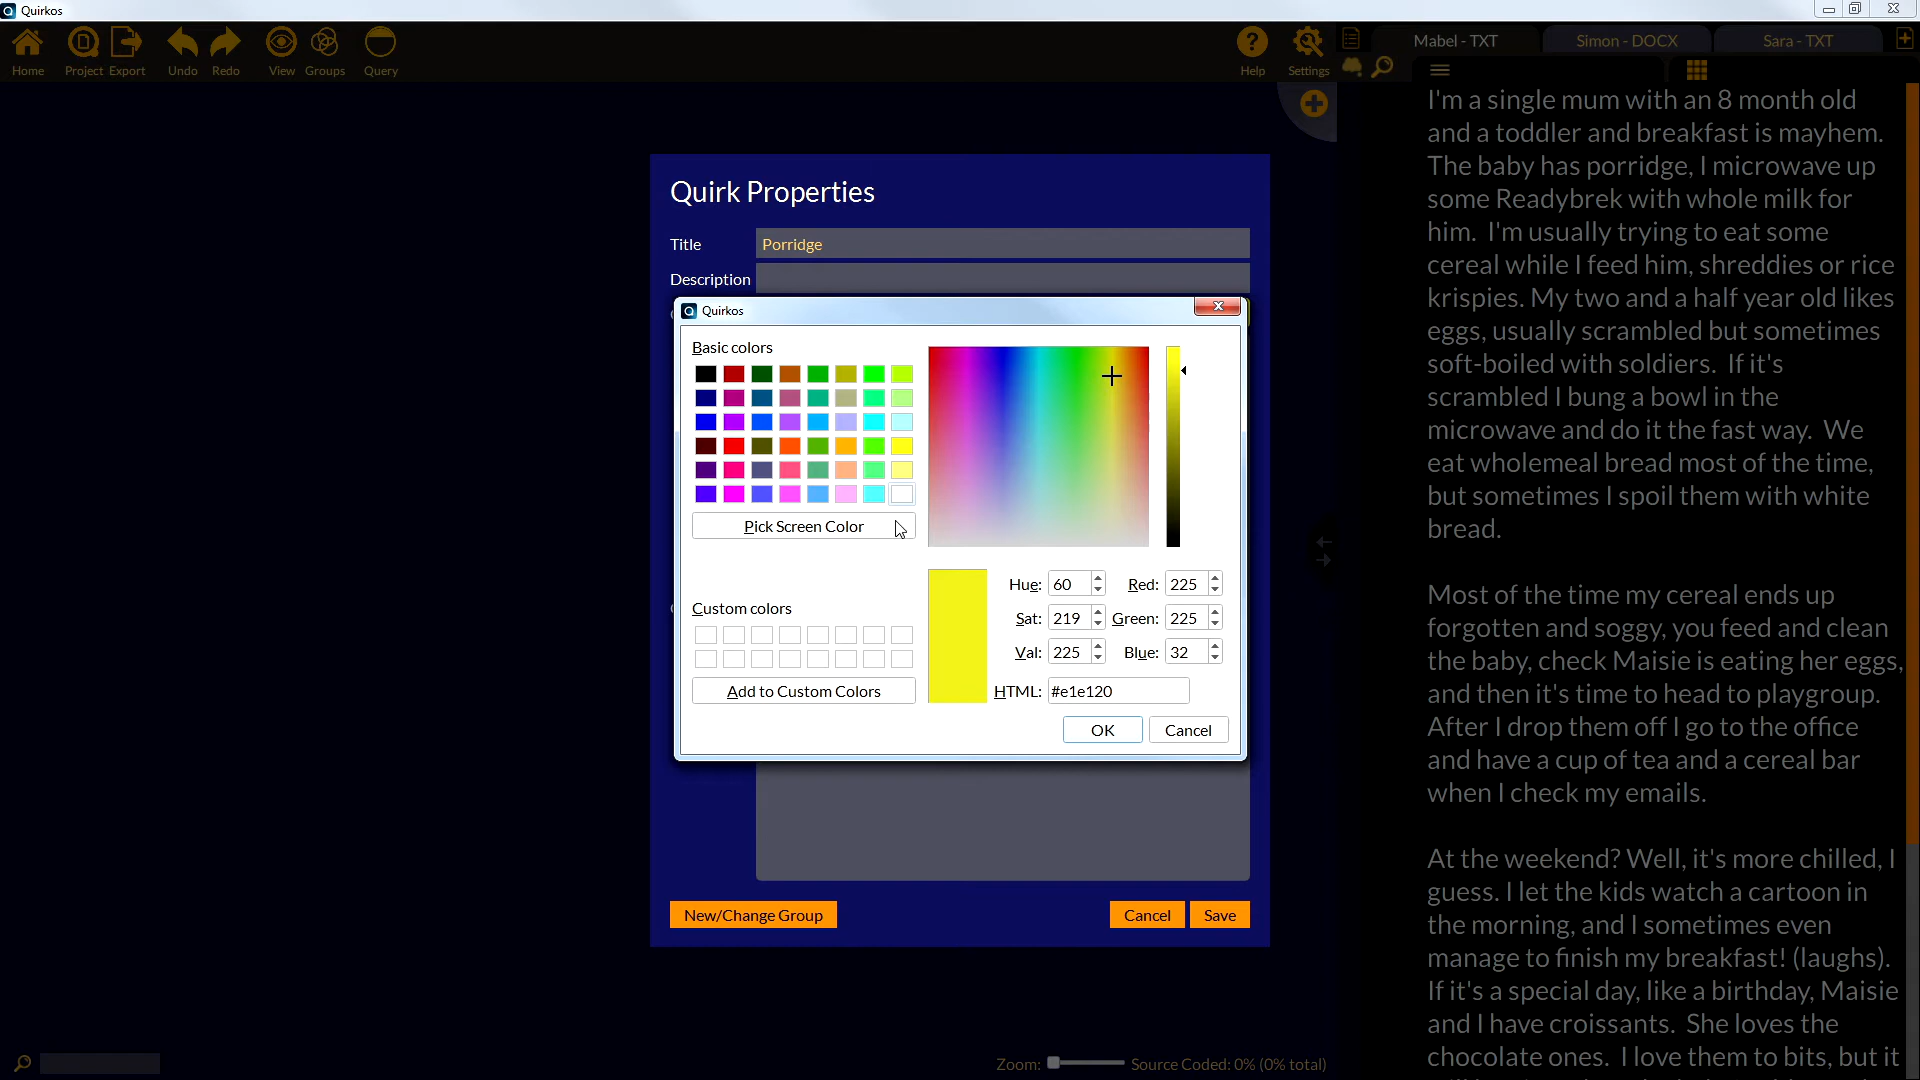 Quirkos
Home
Project
Export
Undo
Redo
View
Groups
Query
Help
Settings
Mabel - TXT
Simon - DOCX
Sara - TXT
Quirk Properties
Title
Porridge
Description
Quirkos
Basic colors
Pick Screen Color
Custom colors
Add to Custom Colors
Hue: 60
Red: 225
Sat: 219
Green: 225
Val: 225
Blue: 32
HTML: #e1e120
OK
Cancel
New/Change Group
Cancel
Save
I'm a single mum with an 8 month old
and a toddler and breakfast is mayhem.
The baby has porridge, I microwave up
some Readybrek with whole milk for
him.  I'm usually trying to eat some
cereal while I feed him, shreddies or rice
krispies. My two and a half year old likes
eggs, usually scrambled but sometimes
soft-boiled with soldiers.  If it's
scrambled I bung a bowl in the
microwave and do it the fast way.  We
eat wholemeal bread most of the time,
but sometimes I spoil them with white
bread.
Most of the time my cereal ends up
forgotten and soggy, you feed and clean
the baby, check Maisie is eating her eggs,
and then it's time to head to playgroup.
After I drop them off I go to the office
and have a cup of tea and a cereal bar
when I check my emails.
At the weekend? Well, it's more chilled, I
guess. I let the kids watch a cartoon in
the morning, and I sometimes even
manage to finish my breakfast! (laughs).
If it's a special day, like a birthday, Maisie
and I have croissants.  She loves the
chocolate ones.  I love them to bits, but it
Zoom:
Source Coded: 0% (0% total)